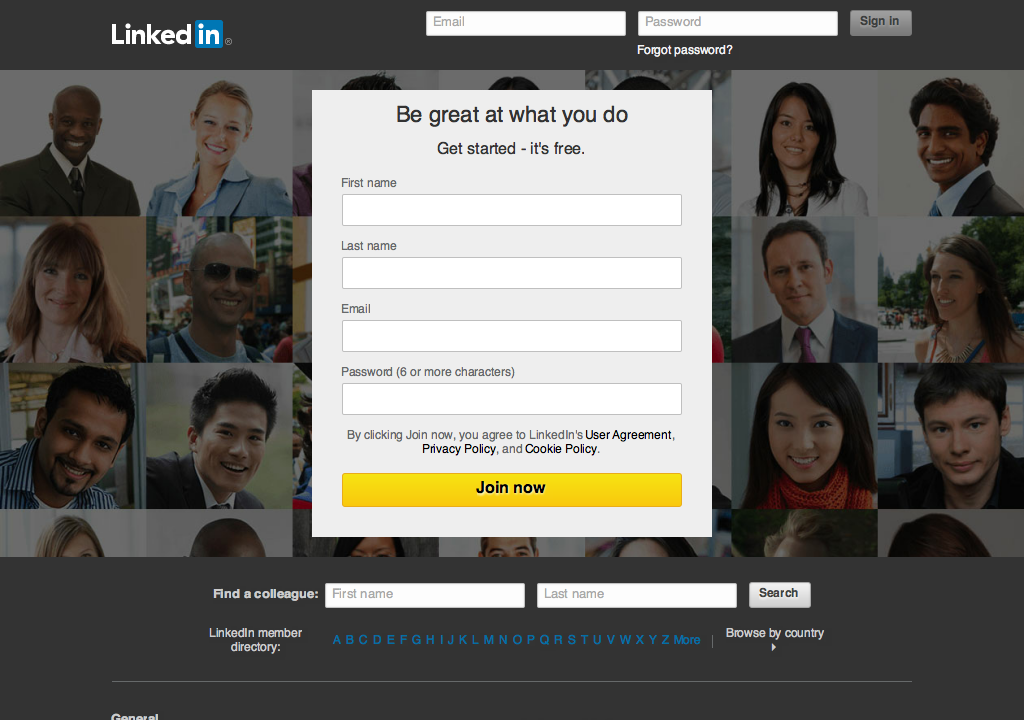 Linked in ®
Email
Password
Sign in
Forgot password?
Be great at what you do
Get started - it's free.
First name
Last name
Email
Password (6 or more characters)
By clicking Join now, you agree to LinkedIn's User Agreement,
Privacy Policy, and Cookie Policy.
Join now
Find a colleague:
First name
Last name
Search
LinkedIn member
directory:
A B C D E F G H I J K L M N O P Q R S T U V W X Y Z More
Browse by country
General